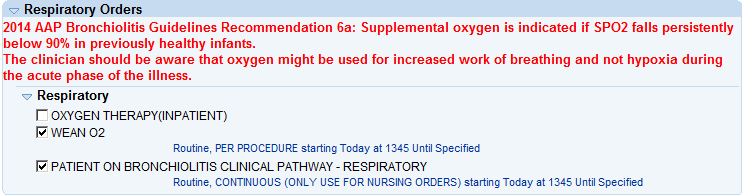 Respiratory Orders
2014 AAP Bronchiolitis Guidelines Recommendation 6a: Supplemental oxygen is indicated if SPO2 falls persistently
below 90% in previously healthy infants.
The clinician should be aware that oxygen might be used for increased work of breathing and not hypoxia during
the acute phase of the illness.
Respiratory
OXYGEN THERAPY(INPATIENT)
WEAN O2
Routine, PER PROCEDURE starting Today at 1345 Until Specified
PATIENT ON BRONCHIOLITIS CLINICAL PATHWAY - RESPIRATORY
Routine, CONTINUOUS (ONLY USE FOR NURSING ORDERS) starting Today at 1345 Until Specified